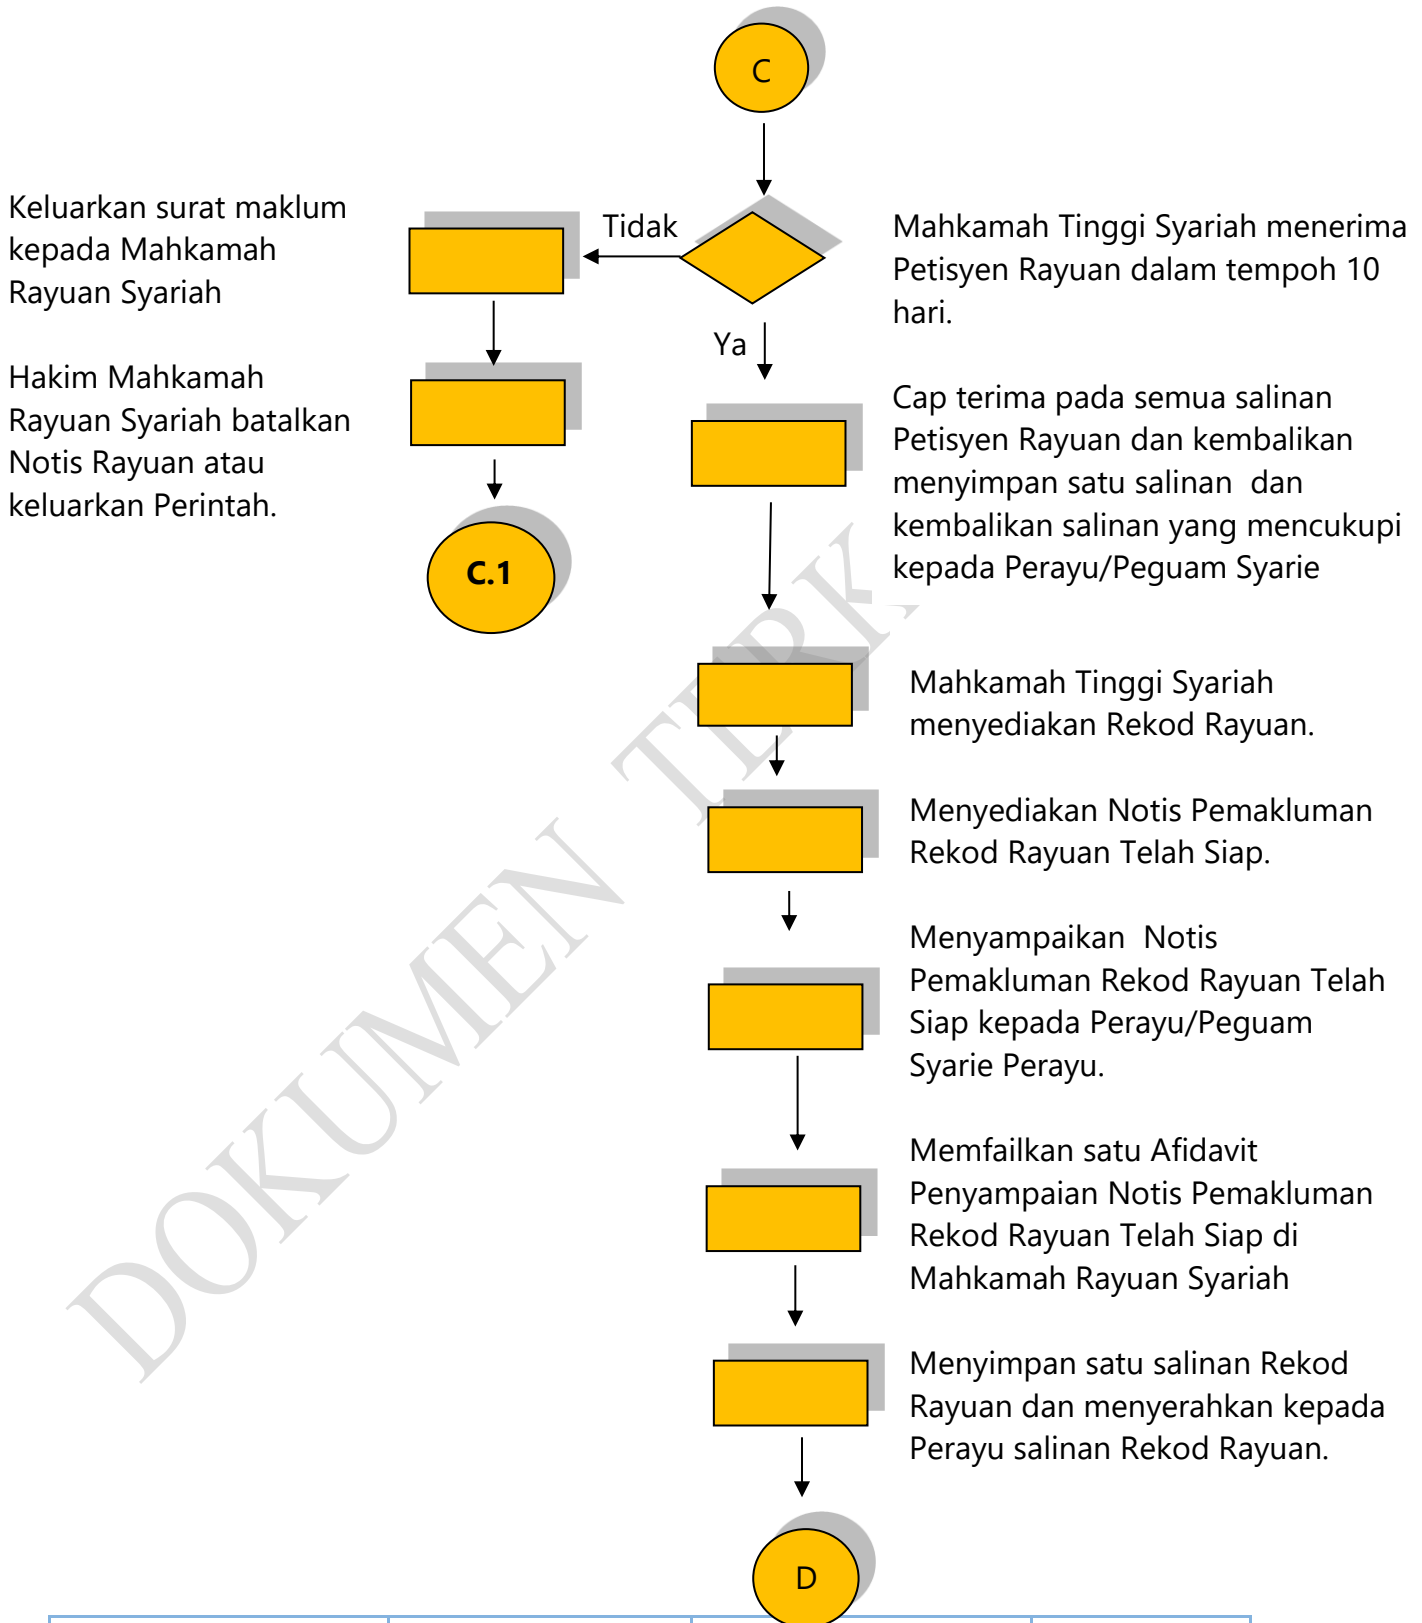 C
Keluarkan surat maklum
kepada Mahkamah
Rayuan Syariah
Tidak
Mahkamah Tinggi Syariah menerima
Petisyen Rayuan dalam tempoh 10
hari.
Ya
Hakim Mahkamah
Rayuan Syariah batalkan
Notis Rayuan atau
keluarkan Perintah.
Cap terima pada semua salinan
Petisyen Rayuan dan kembalikan
menyimpan satu salinan dan
kembalikan salinan yang mencukupi
kepada Perayu/Peguam Syarie
C.1
Mahkamah Tinggi Syariah
menyediakan Rekod Rayuan.
Menyediakan Notis Pemakluman
Rekod Rayuan Telah Siap.
Menyampaikan Notis
Pemakluman Rekod Rayuan Telah
Siap kepada Perayu/Peguam
Syarie Perayu.
Memfailkan satu Afidavit
Penyampaian Notis Pemakluman
Rekod Rayuan Telah Siap di
Mahkamah Rayuan Syariah
Menyimpan satu salinan Rekod
Rayuan dan menyerahkan kepada
Perayu salinan Rekod Rayuan.
D
DOKUMEN